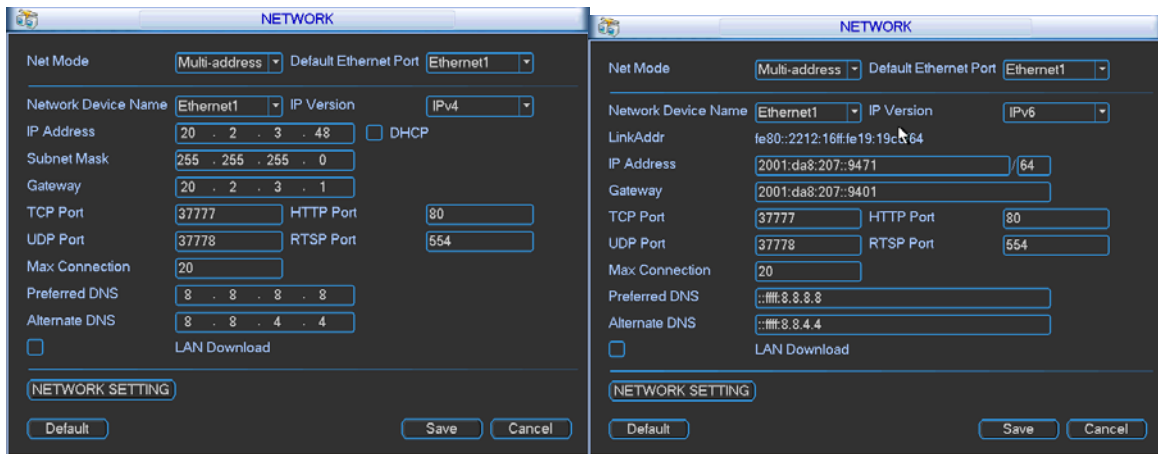 NETWORK
Net Mode Multi-address Default Ethernet Port Ethernet1
Network Device Name Ethernet1 IP Version IPv4
IP Address 20 . 2 . 3 . 48 DHCP
Subnet Mask 255 . 255 . 255 . 0
Gateway 20 . 2 . 3 . 1
TCP Port 37777 HTTP Port 80
UDP Port 37778 RTSP Port 554
Max Connection 20
Preferred DNS 8 . 8 . 8 . 8
Alternate DNS 8 . 8 . 4 . 4
LAN Download
NETWORK SETTING
Default Save Cancel
NETWORK
Net Mode Multi-address Default Ethernet Port Ethernet1
Network Device Name Ethernet1 IP Version IPv6
LinkAddr
IP Address 2001:da8:207::9471 / 64
Gateway 2001:da8:207::9401
TCP Port 37777 HTTP Port 80
UDP Port 37778 RTSP Port 554
Max Connection 20
Preferred DNS ::ffff:8.8.8.8
Alternate DNS ::ffff:8.8.4.4
LAN Download
NETWORK SETTING
Default Save Cancel